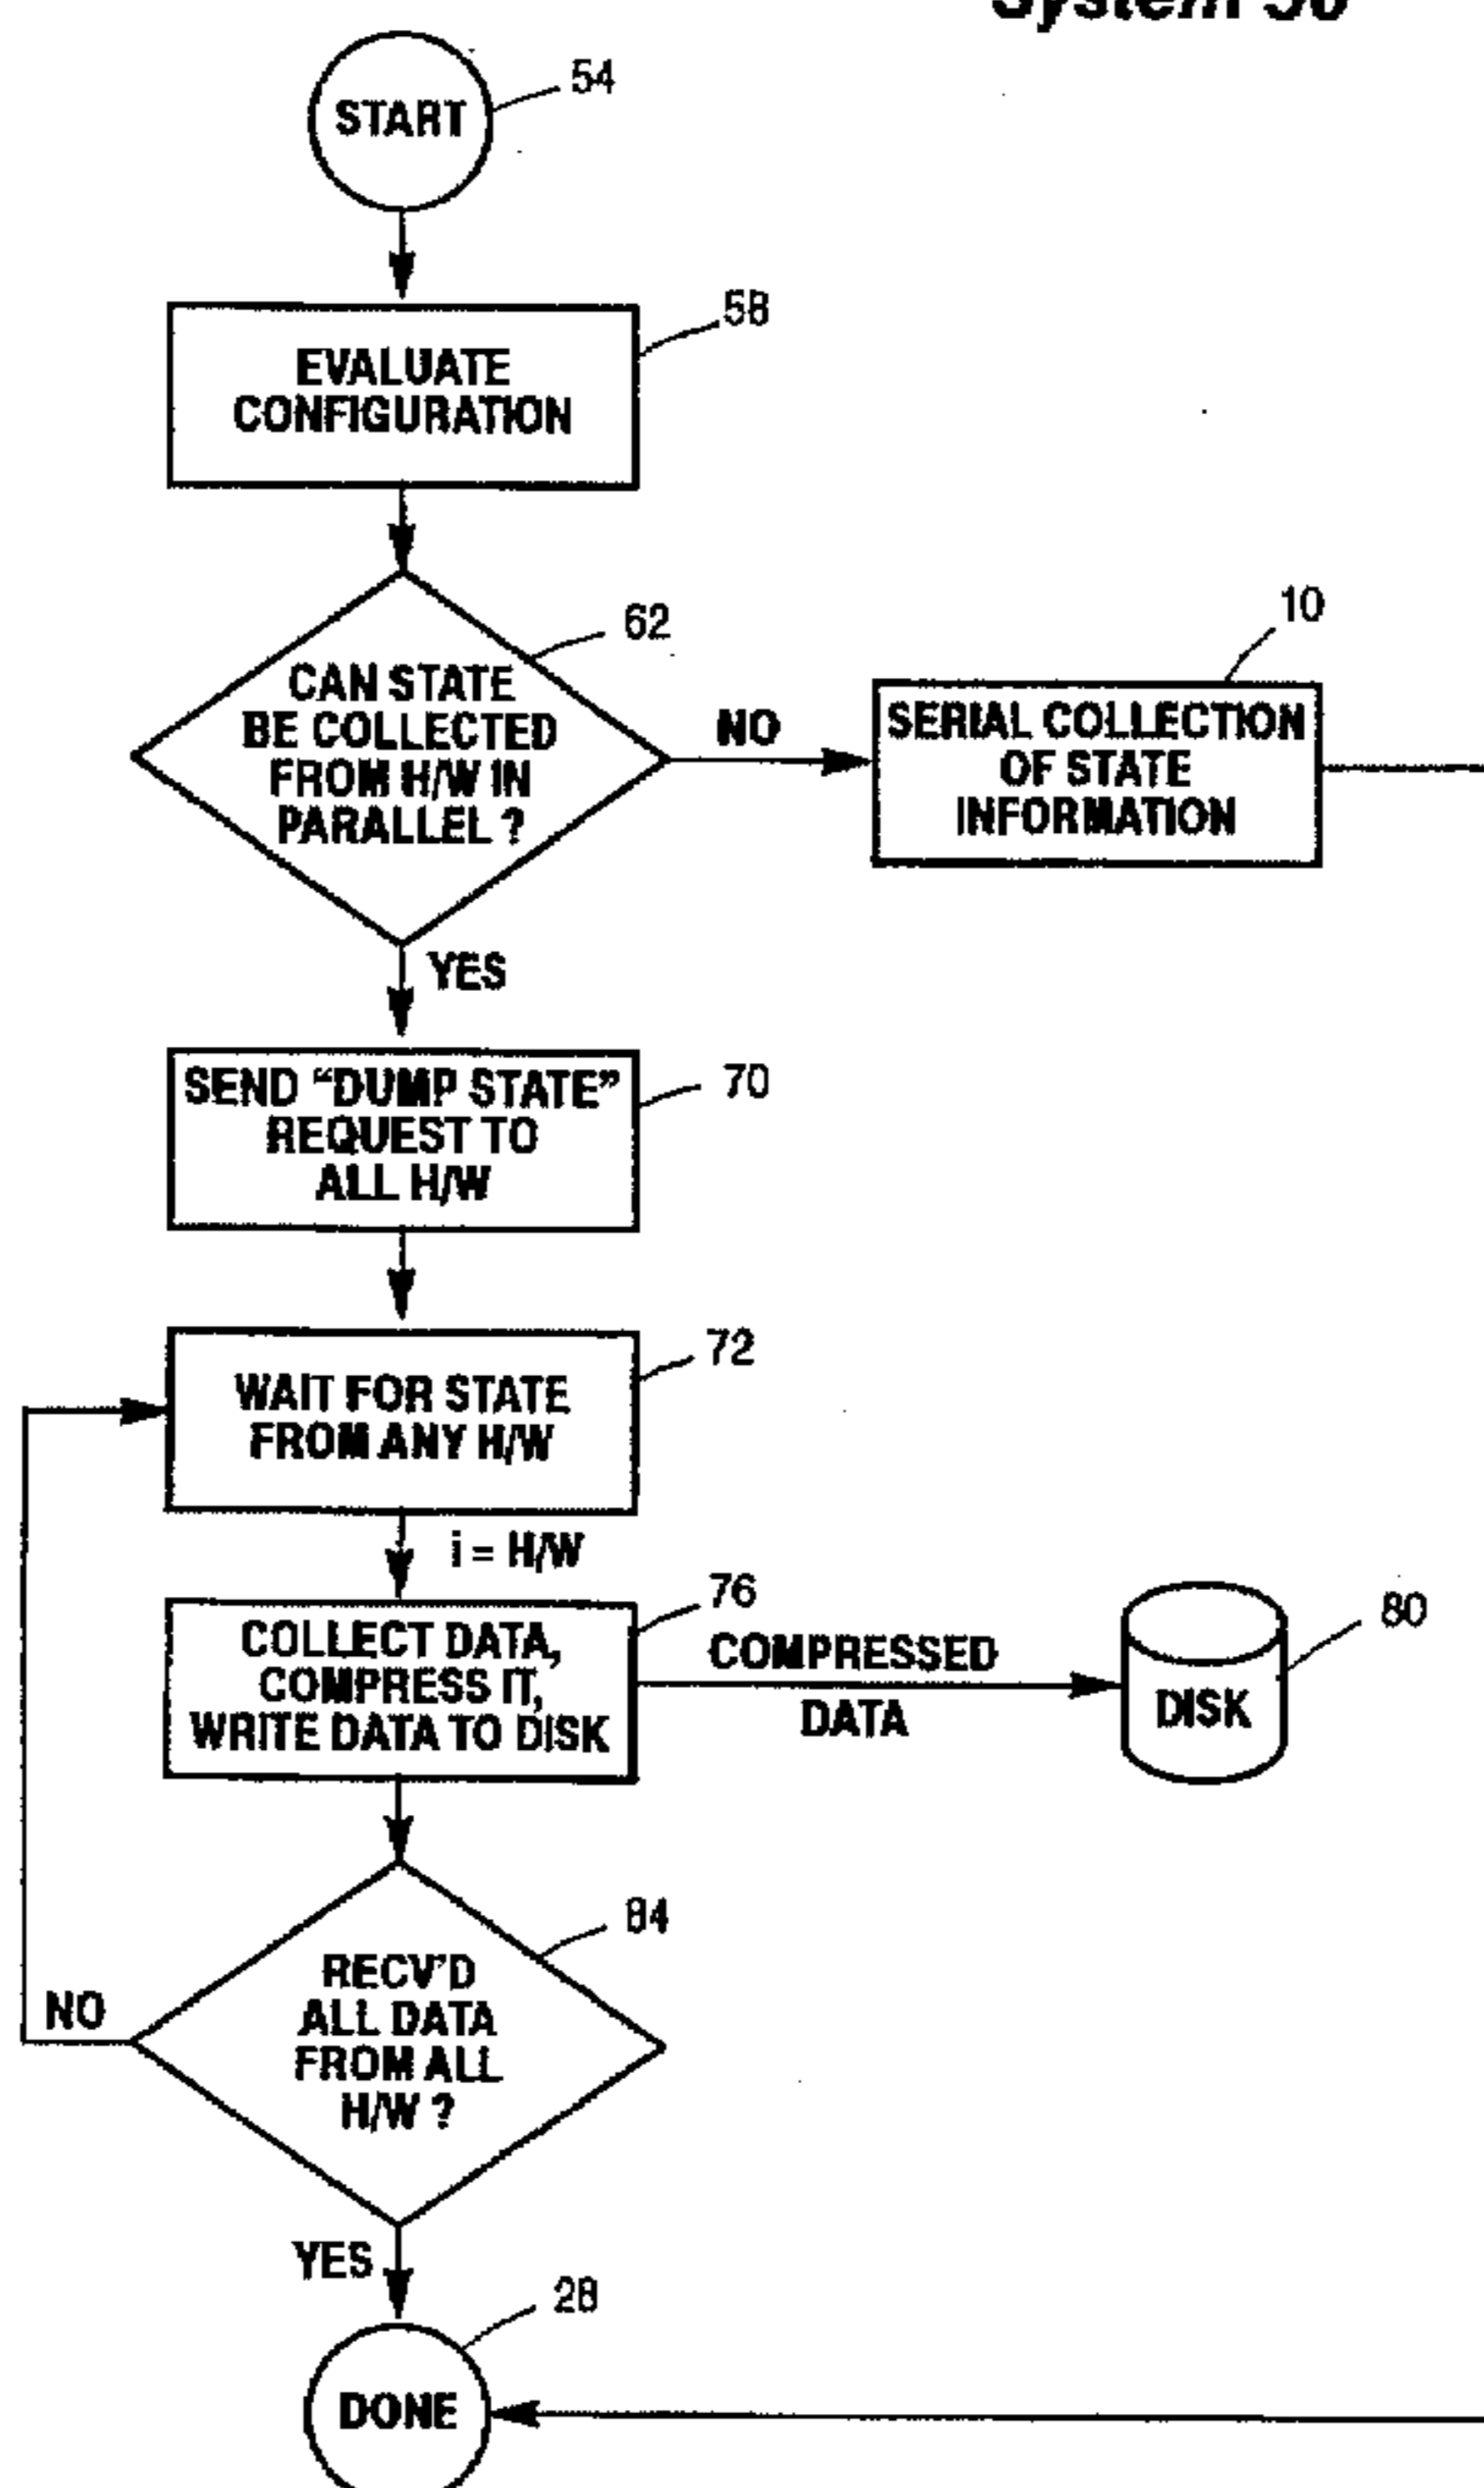 START
54
58
EVALUATE
CONFIGURATION
62
CAN STATE
BE COLLECTED
FROM H/W IN
PARALLEL ?
NO
10
SERIAL COLLECTION
OF STATE
INFORMATION
YES
70
SEND “DUMP STATE”
REQUEST TO
ALL H/W
72
WAIT FOR STATE
FROM ANY H/W
i = H/W
76
COLLECT DATA,
COMPRESS IT,
WRITE DATA TO DISK
COMPRESSED
DATA
80
DISK
84
RECV’D
ALL DATA
FROM ALL
H/W ?
NO
YES
28
DONE